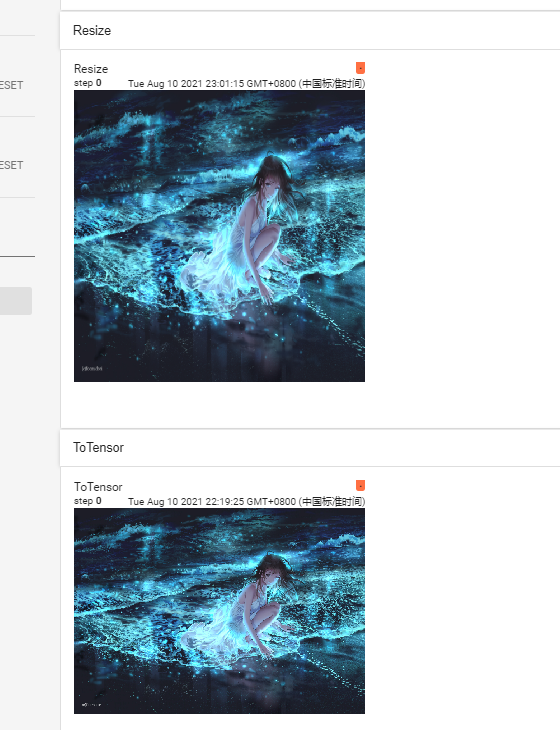 Resize
Resize
step 0 Tue Aug 10 2021 23:01:15 GMT+0800 (中国标准时间)
ESET
ESET
ToTensor
ToTensor
step 0 Tue Aug 10 2021 22:19:25 GMT+0800 (中国标准时间)